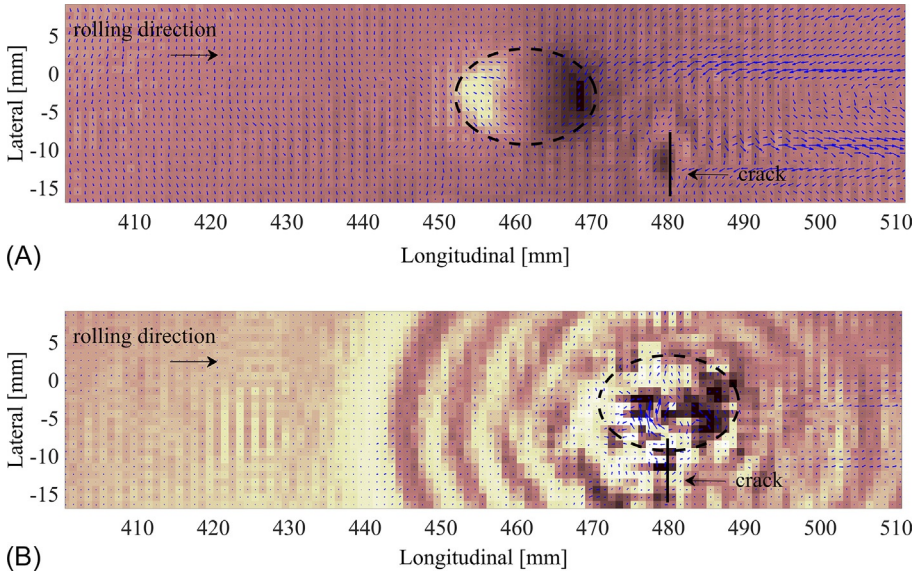 5
0
-5
-10
-15
Lateral [mm]
rolling direction
crack
410 420 430 440 450 460 470 480 490 500 510
Longitudinal [mm]
(A)
5
0
-5
-10
-15
Lateral [mm]
rolling direction
crack
410 420 430 440 450 460 470 480 490 500 510
Longitudinal [mm]
(B)